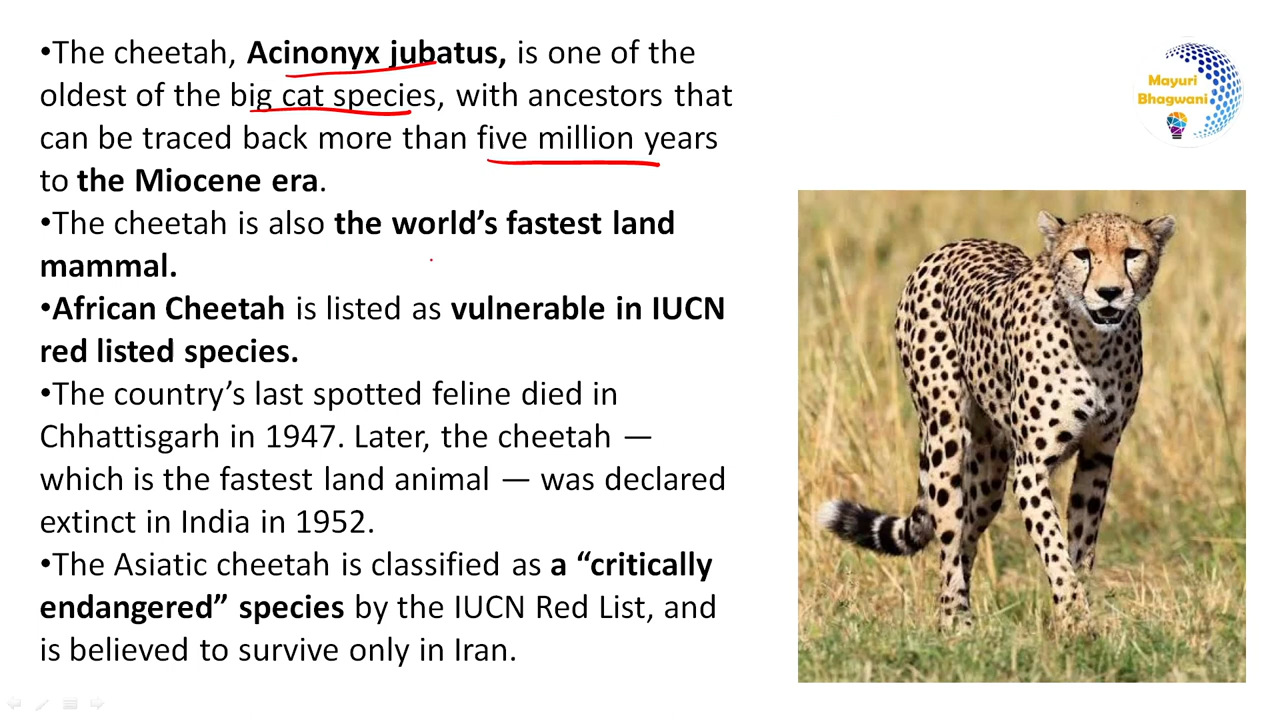 •The cheetah, Acinonyx jubatus, is one of the
oldest of the big cat species, with ancestors that
can be traced back more than five million years
to the Miocene era.
•The cheetah is also the world’s fastest land
mammal.
•African Cheetah is listed as vulnerable in IUCN
red listed species.
•The country’s last spotted feline died in
Chhattisgarh in 1947. Later, the cheetah —
which is the fastest land animal — was declared
extinct in India in 1952.
•The Asiatic cheetah is classified as a “critically
endangered” species by the IUCN Red List, and
is believed to survive only in Iran.
Mayuri
Bhagwani